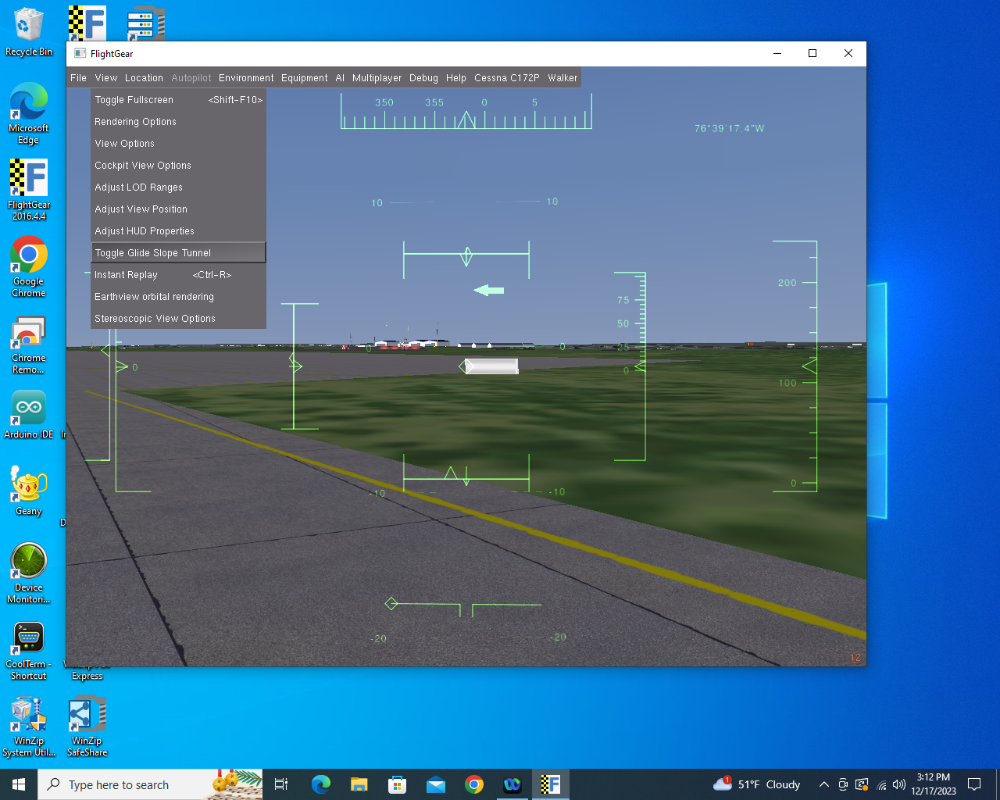 Recycle Bin
Microsoft
Edge
FlightGear
2016.4.4
Google
Chrome
Chrome
Remo...
Arduino IDE
Geany
Device
Monitori...
CoolTerm -
Shortcut
Express
WinZip
System Util...
WinZip
SafeShare
FlightGear
File View Location Autopilot Environment Equipment AI Multiplayer Debug Help Cessna C172P Walker
Toggle Fullscreen <Shift-F10>
Rendering Options
View Options
Cockpit View Options
Adjust LOD Ranges
Adjust View Position
Adjust HUD Properties
Toggle Glide Slope Tunnel
Instant Replay <Ctrl-R>
Earthview orbital rendering
Stereoscopic View Options
350 355 0 5
76°39'17.4"W
10 10
200
75
50
25
0
0 0
0
100
0
-10 -10
-20 -20
12
Type here to search
51°F Cloudy
1
3:12 PM
12/17/2023